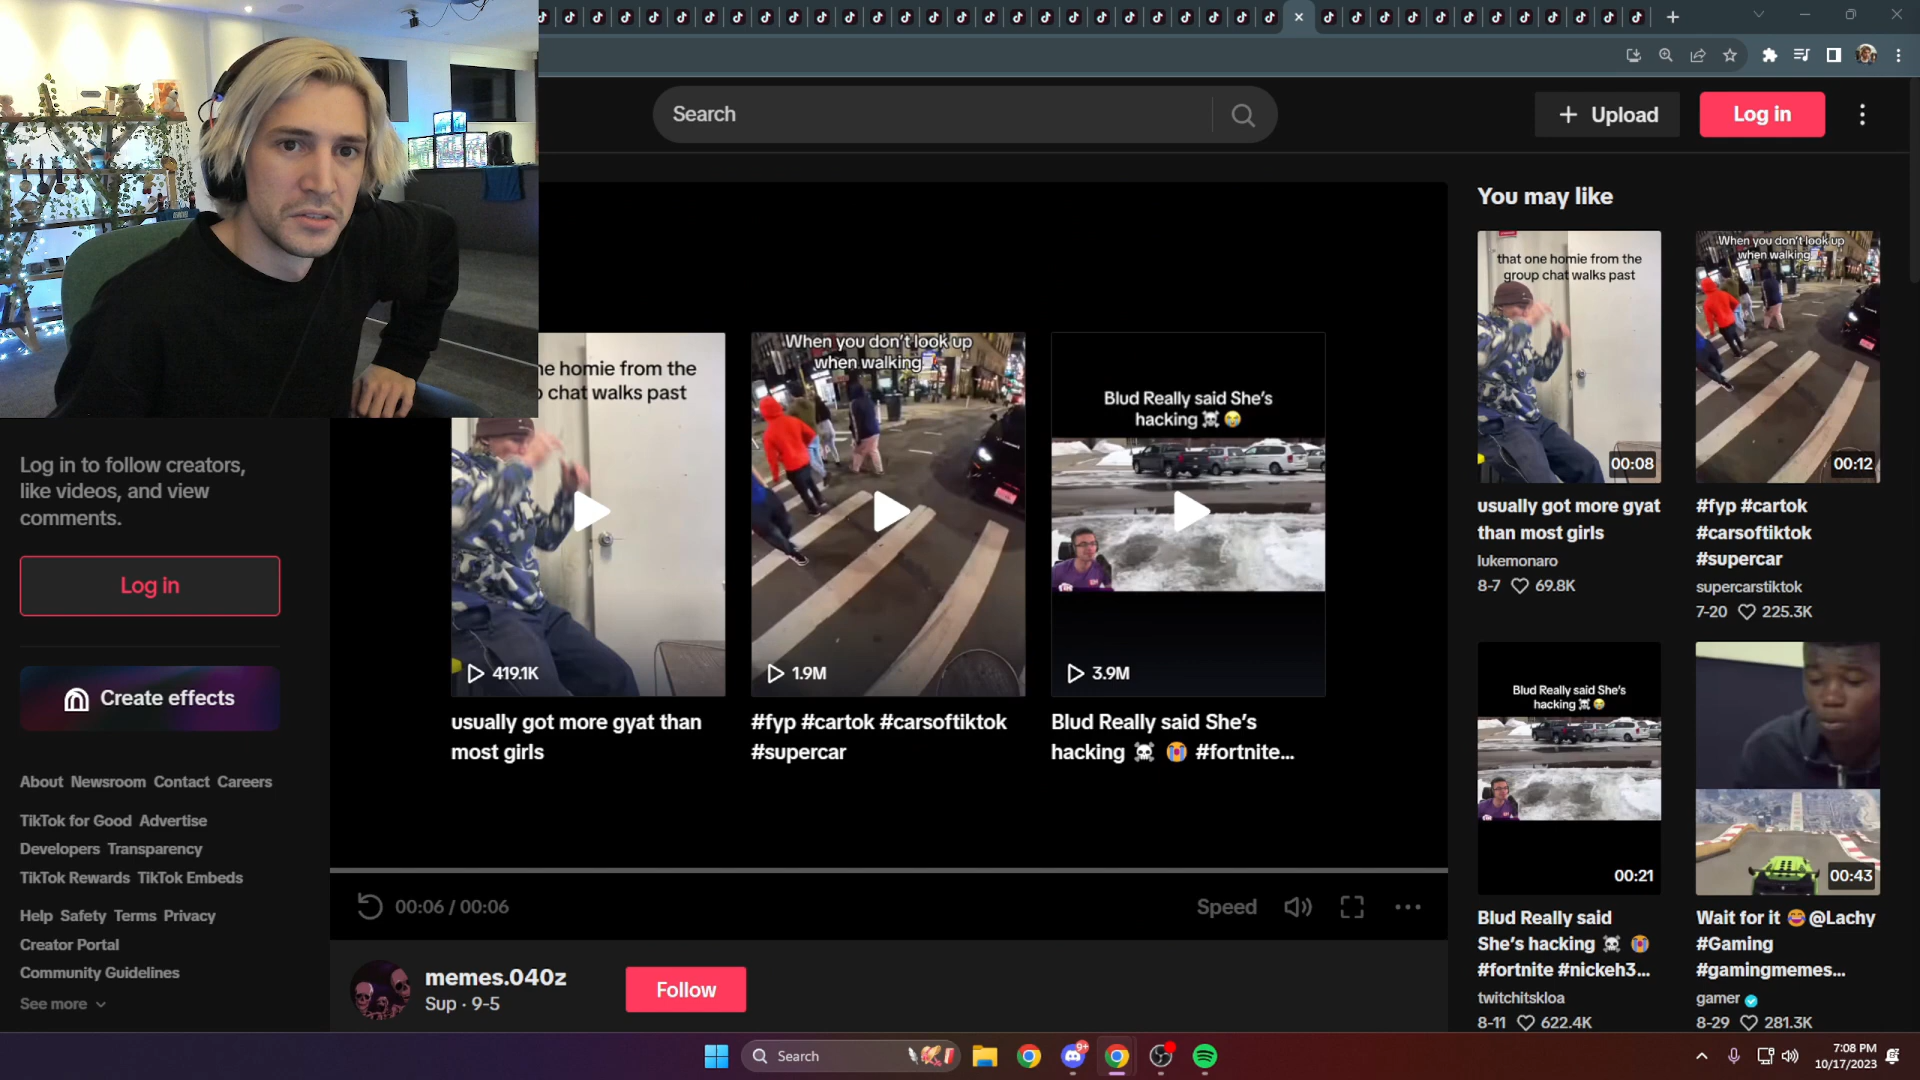 Search
Upload
Log in
You may like
that one homie from the
group chat walks past
00:08
usually got more gyat
than most girls
lukemonaro
8-7 69.8K
When you don't look up
when walking
00:12
#fyp #cartok
#carsoftiktok
#supercar
supercarstiktok
7-20 225.3K
ne homie from the
chat walks past
419.1K
usually got more gyat than
most girls
When you don't look up
when walking
1.9M
#fyp #cartok #carsoftiktok
#supercar
Blud Really said She's
hacking ☠️ 😭
3.9M
Blud Really said She's
hacking ☠️ 😭 #fortnite...
Log in to follow creators,
like videos, and view
comments.
Log in
Create effects
About Newsroom Contact Careers
TikTok for Good Advertise
Developers Transparency
TikTok Rewards TikTok Embeds
Help Safety Terms Privacy
Creator Portal
Community Guidelines
See more
00:06 / 00:06
Speed
memes.040z
Sup · 9-5
Follow
Blud Really said She's
hacking ☠️ 😭
00:21
Blud Really said
She's hacking ☠️ 😭
#fortnite #nickeh3...
twitchitskloa
8-11 622.4K
00:43
Wait for it 😂 @Lachy
#Gaming
#gamingmemes...
gamer
8-29 281.3K
Search
9+
7:08 PM
10/17/2023